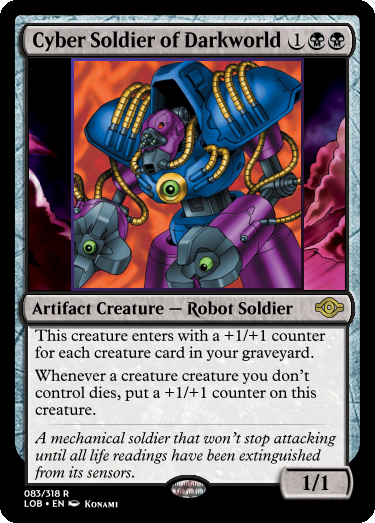 Cyber Soldier of Darkworld 1
Artifact Creature — Robot Soldier
This creature enters with a +1/+1 counter
for each creature card in your graveyard.
Whenever a creature creature you don't
control dies, put a +1/+1 counter on this
creature.
A mechanical soldier that won't stop attacking
until all life readings have been extinguished
from its sensors.
1/1
083/318 R
LOB • EN Konami